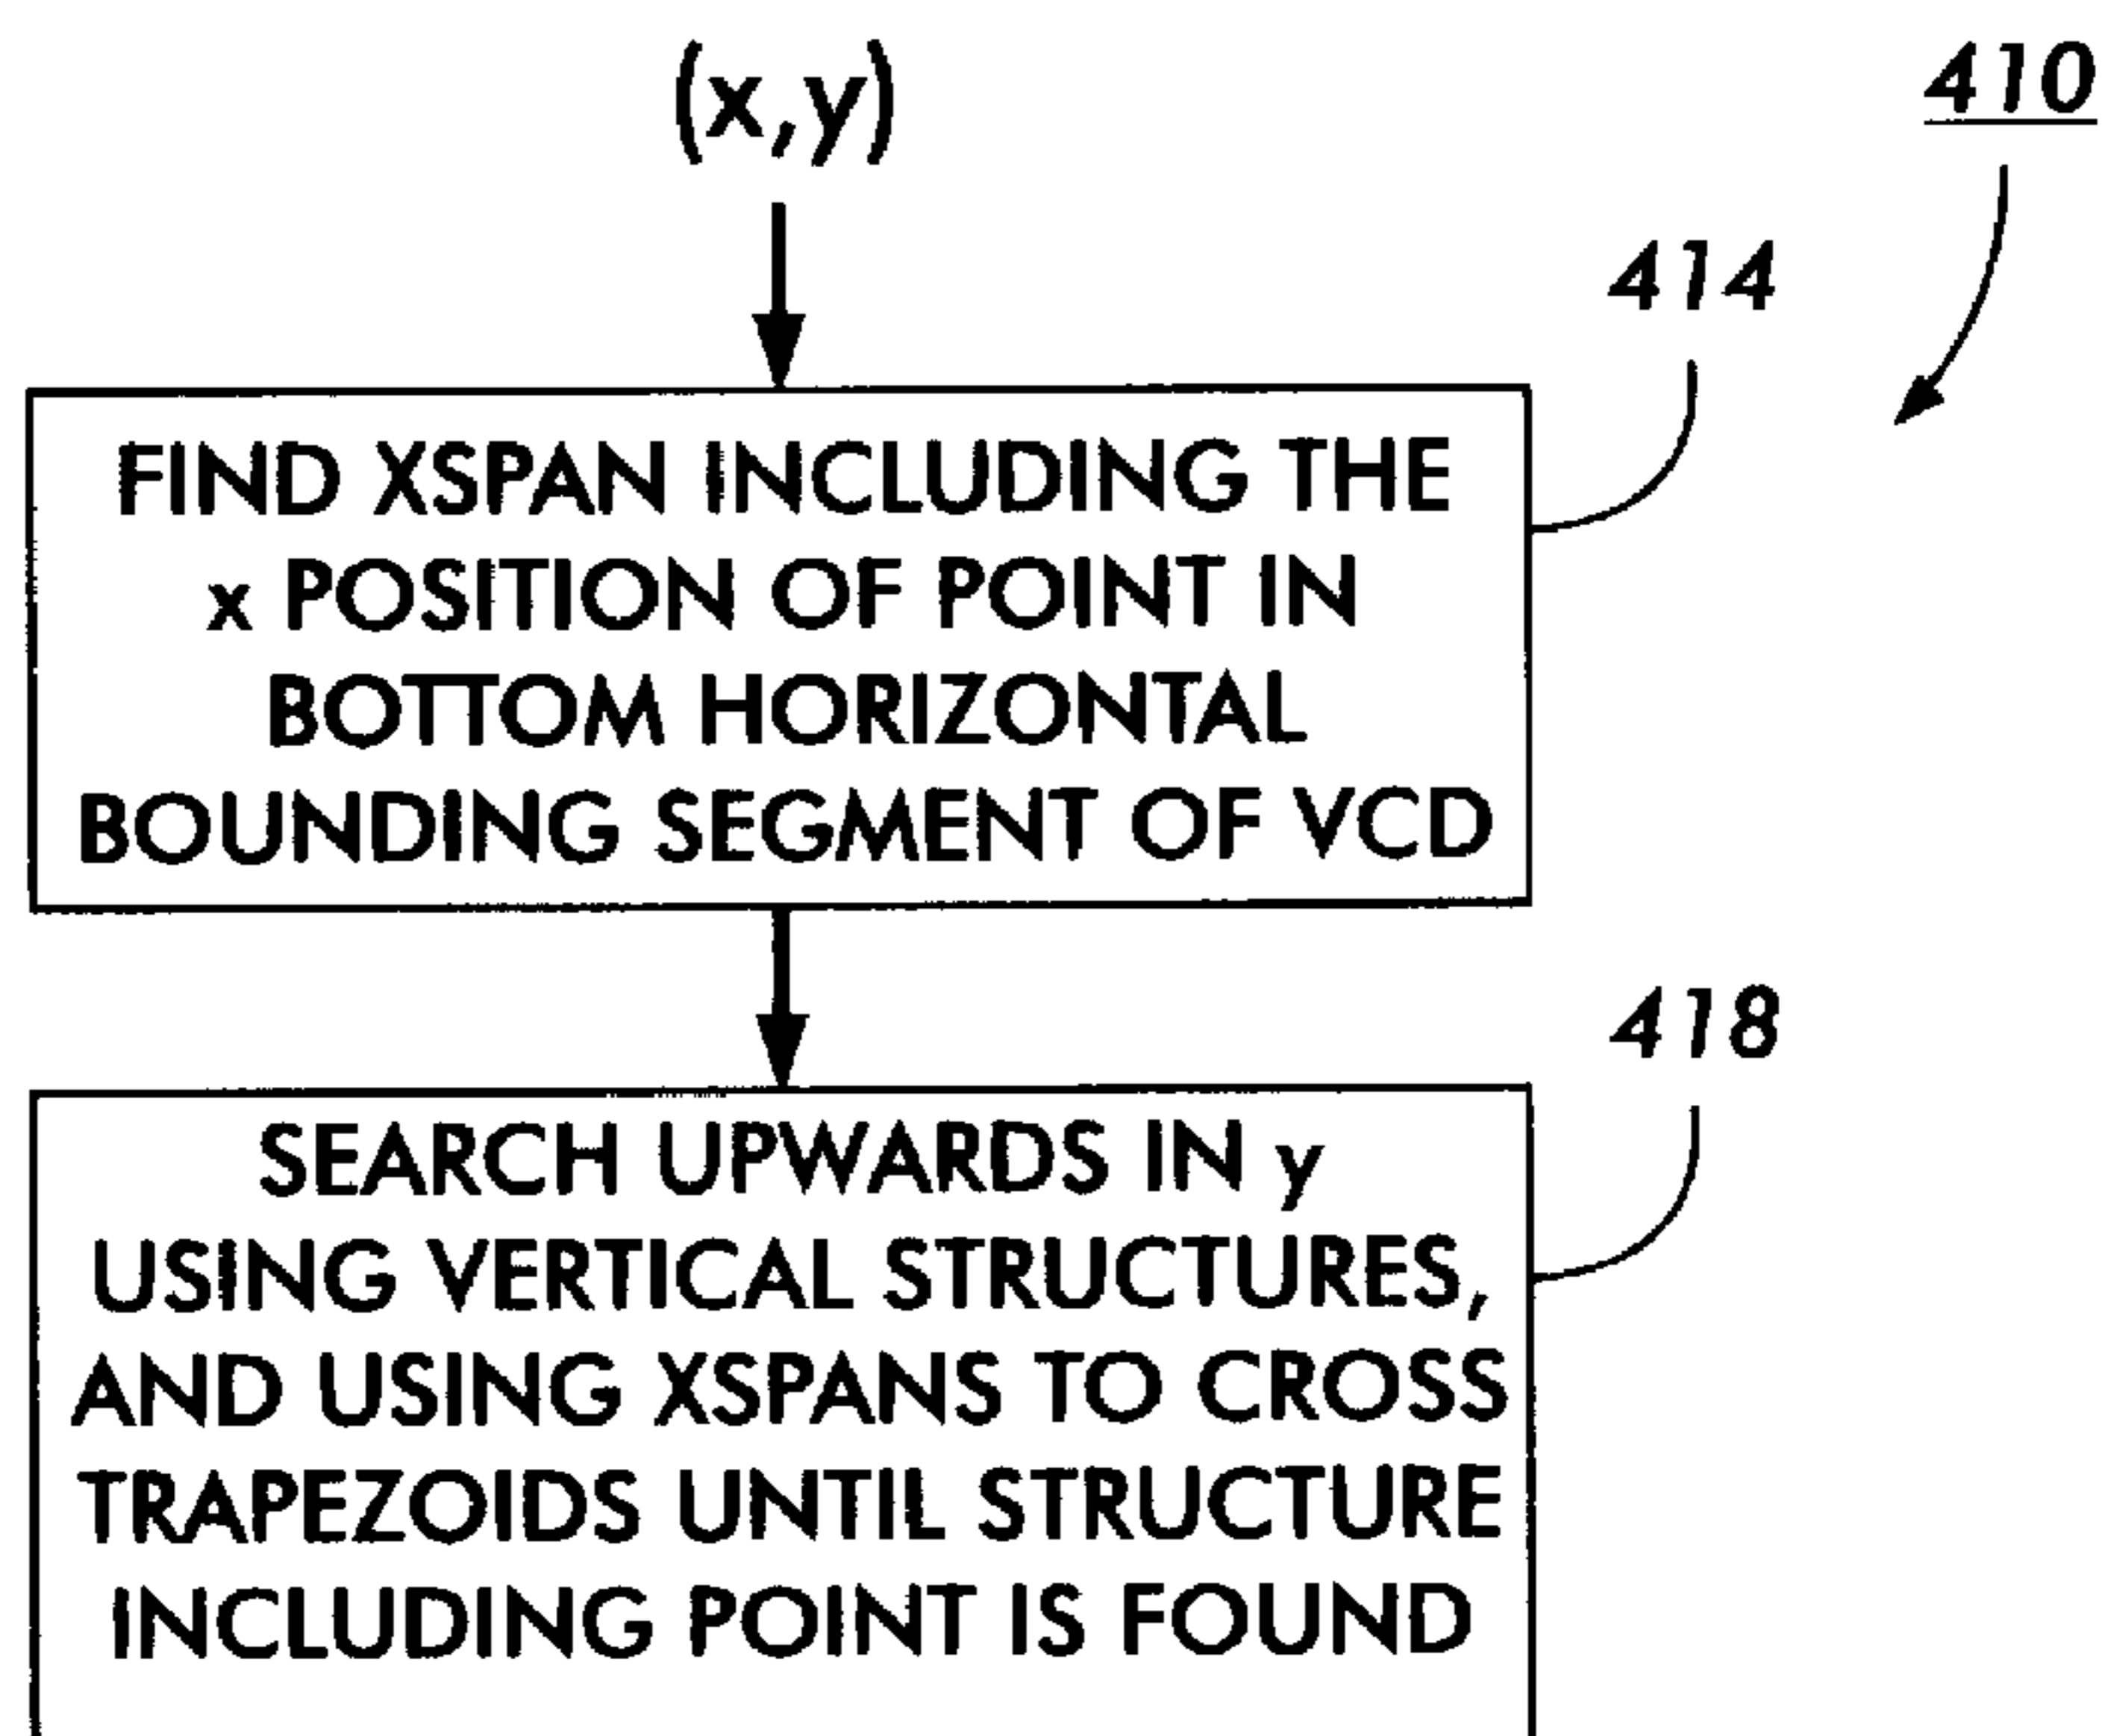 (x,y)
410
414
FIND XSPAN INCLUDING THE
x POSITION OF POINT IN
BOTTOM HORIZONTAL
BOUNDING SEGMENT OF VCD
418
SEARCH UPWARDS IN y
USING VERTICAL STRUCTURES,
AND USING XSPANS TO CROSS
TRAPEZOIDS UNTIL STRUCTURE
INCLUDING POINT IS FOUND